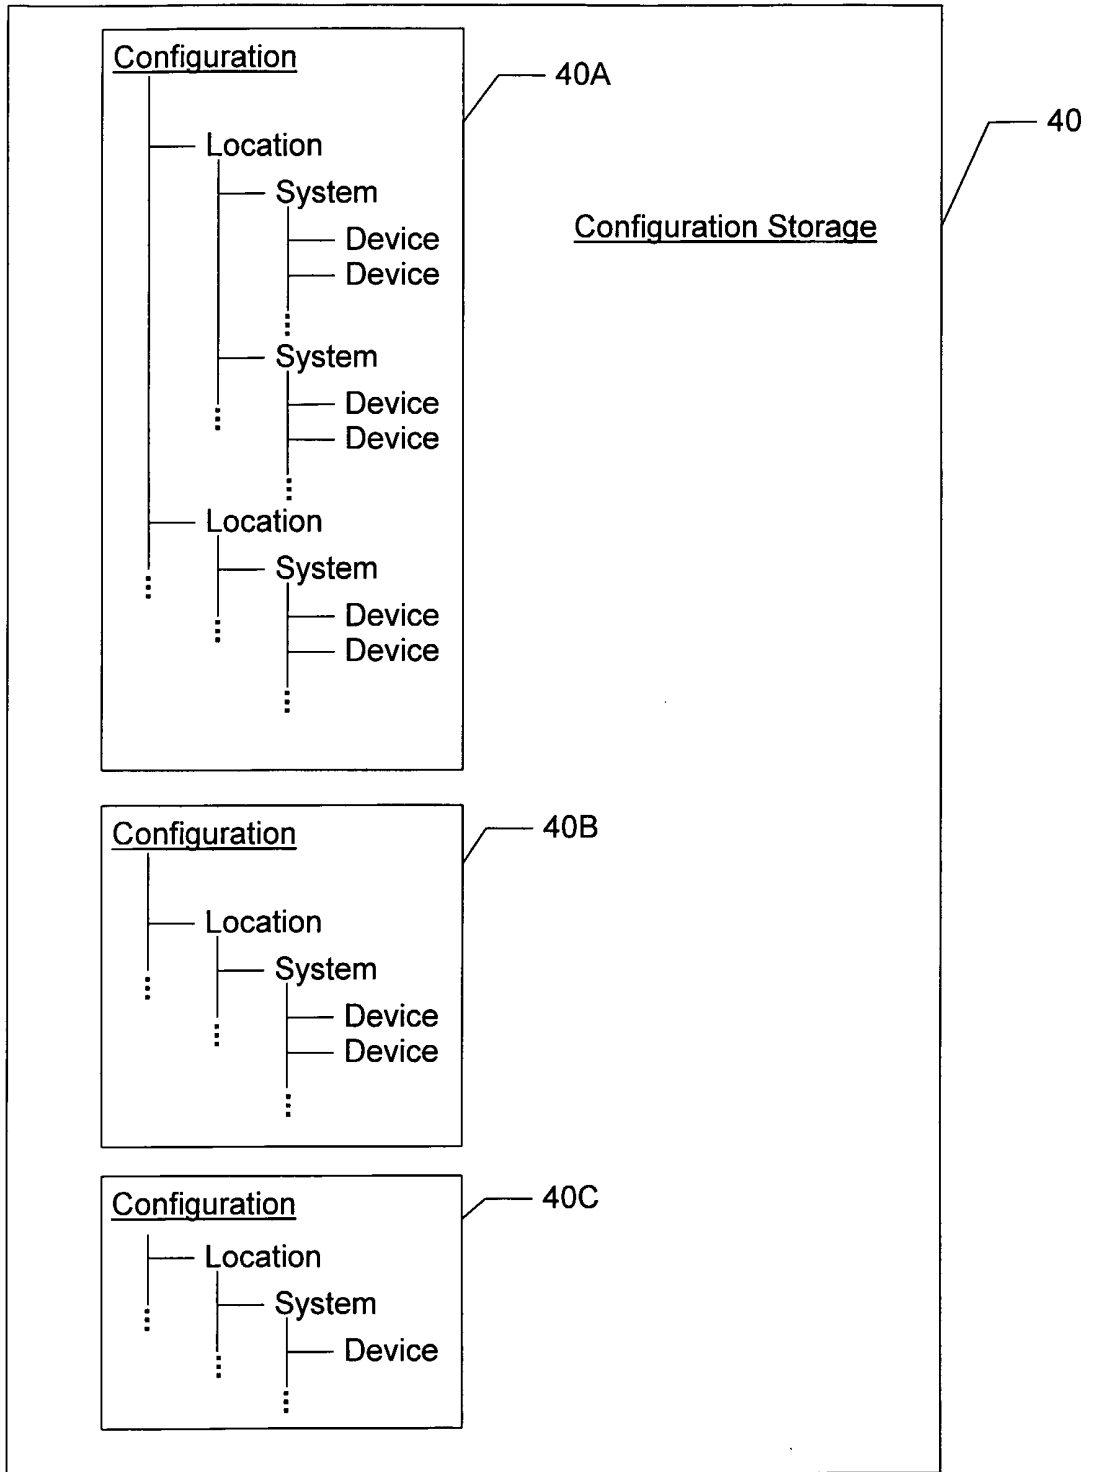 Configuration
40A
40
Location
System
Configuration Storage
Device
Device
System
Device
Device
Location
System
Device
Device
Configuration
40B
Location
System
Device
Device
Configuration
40C
Location
System
Device